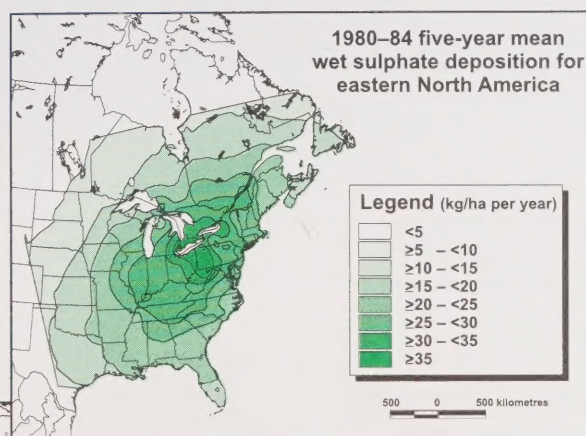 1980–84 five-year mean
wet sulphate deposition for
eastern North America
Legend (kg/ha per year)
<5
≥5 – <10
≥10 – <15
≥15 – <20
≥20 – <25
≥25 – <30
≥30 – <35
≥35
500 0 500 kilometres